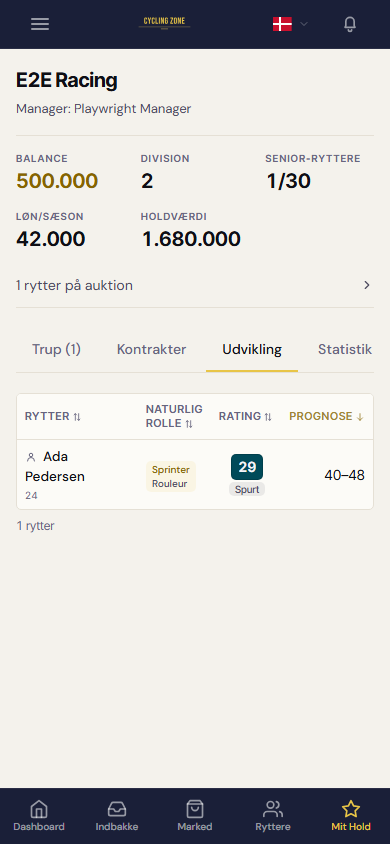 CYCLING ZONE
E2E Racing
Manager: Playwright Manager
BALANCE DIVISION SENIOR-RYTTERE
500.000 2 1/30
LØN/SÆSON HOLDVÆRDI
42.000 1.680.000
1 rytter på auktion
Trup (1) Kontrakter Udvikling Statistik
RYTTER NATURLIG ROLLE RATING PROGNOSE
Ada Pedersen
24
Sprinter
Rouleur
29
Spurt
40–48
1 rytter
Dashboard Indbakke Marked Ryttere Mit Hold